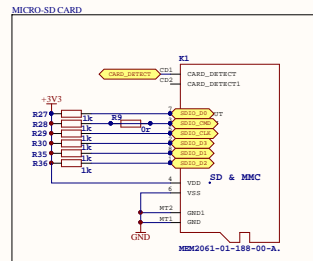 MICRO-SD CARD
K1
CARD_DETECT CD1 CARD_DETECT
CD2 CARD_DETECT1
+3V3
R27 1k SDIO_D0
R28 1k R9 0r SDIO_CMD
R29 1k SDIO_CLK
R30 1k SDIO_D3
R35 1k SDIO_D1
R36 1k SDIO_D2
SD & MMC
4 VDD
6 VSS
MT2 GND1
MT1 GND
GND
MEM2061-01-188-00-A.